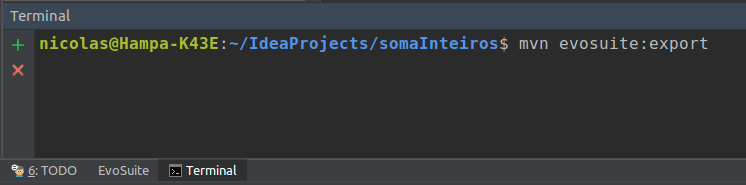 Terminal
nicolas@Hampa-K43E:~/IdeaProjects/somaInteiros$ mvn evosuite:export
6: TODO EvoSuite Terminal